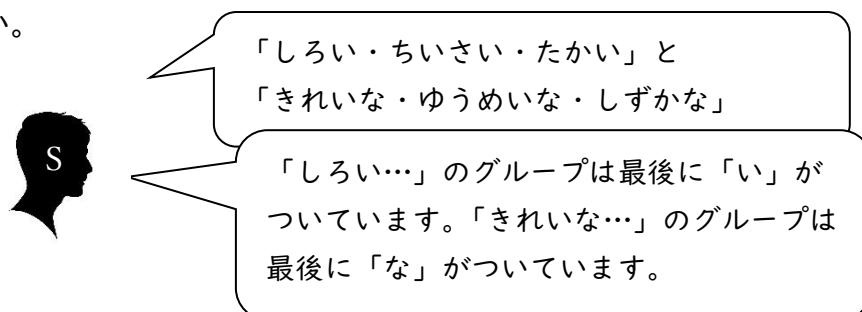 い。
「しろい・ちいさい・たかい」と
「きれいな・ゆうめいな・しずかな」
S
「しろい…」のグループは最後に「い」が
ついています。「きれいな…」のグループは
最後に「な」がついています。